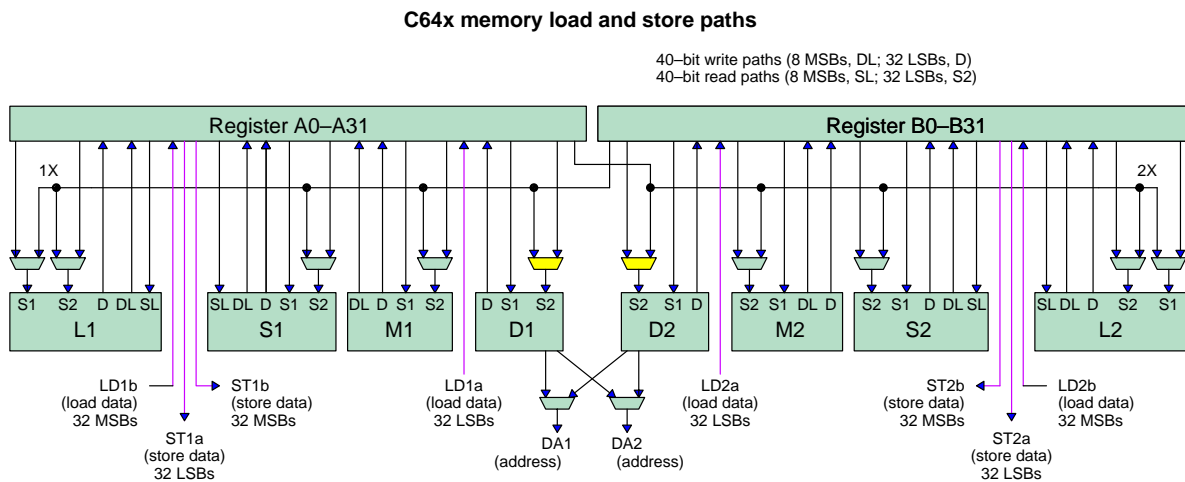 C64x memory load and store paths
40–bit write paths (8 MSBs, DL; 32 LSBs, D)
40–bit read paths (8 MSBs, SL; 32 LSBs, S2)
Register A0–A31
Register B0–B31
1X
2X
S1 S2 D DL SL
SL DL D S1 S2
DL D S1 S2
D S1 S2
S2 S1 D
S2 S1 DL D
S2 S1 D DL SL
SL DL D S2 S1
L1
S1
M1
D1
D2
M2
S2
L2
LD1b
(load data)
32 MSBs
ST1b
(store data)
32 MSBs
LD1a
(load data)
32 LSBs
LD2a
(load data)
32 LSBs
ST2b
(store data)
32 MSBs
LD2b
(load data)
32 MSBs
ST1a
(store data)
32 LSBs
DA1
(address)
DA2
(address)
ST2a
(store data)
32 LSBs